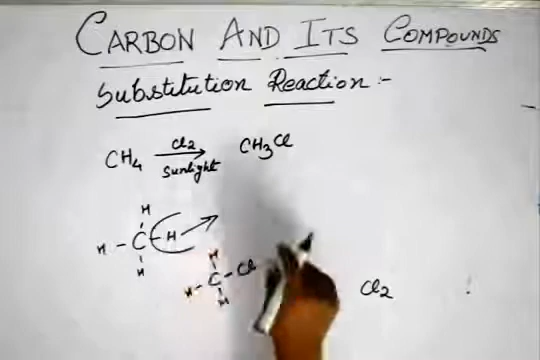 CARBON AND ITS COMPOUNDS
Substitution Reaction :-
CH4 Cl2 Sunlight CH3Cl
H
H - C - H
H
H
H - C - Cl
H
Cl2